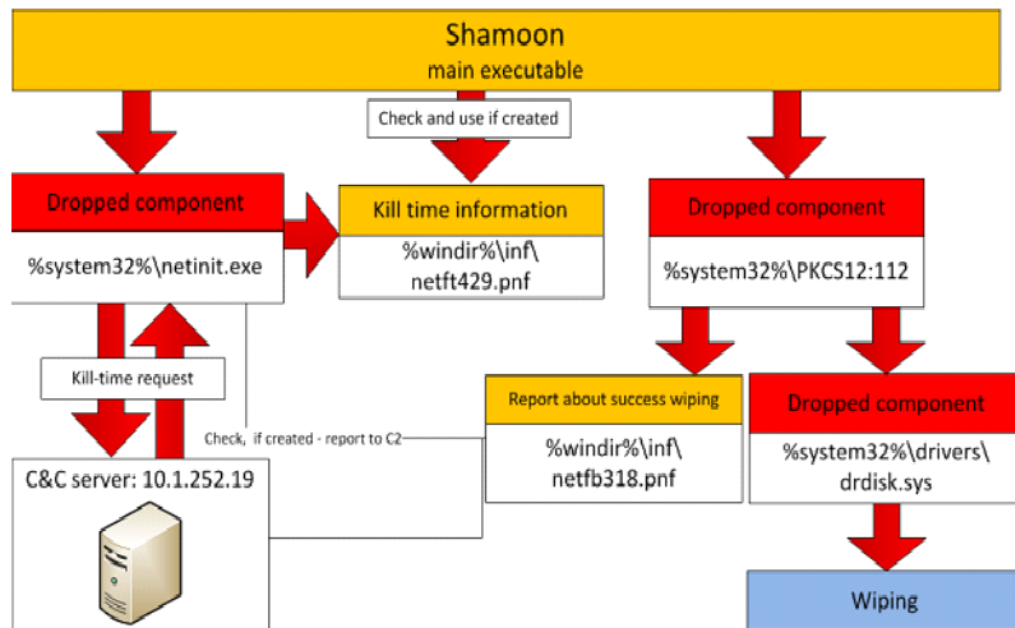 Shamoon
main executable
Check and use if created
Dropped component
%system32%\netinit.exe
Kill time information
%windir%\inf\
netft429.pnf
Dropped component
%system32%\PKCS12:112
Kill-time request
Report about success wiping
%windir%\inf\
netfb318.pnf
Dropped component
%system32%\drivers\
drdisk.sys
Check, if created - report to C2
C&C server: 10.1.252.19
Wiping